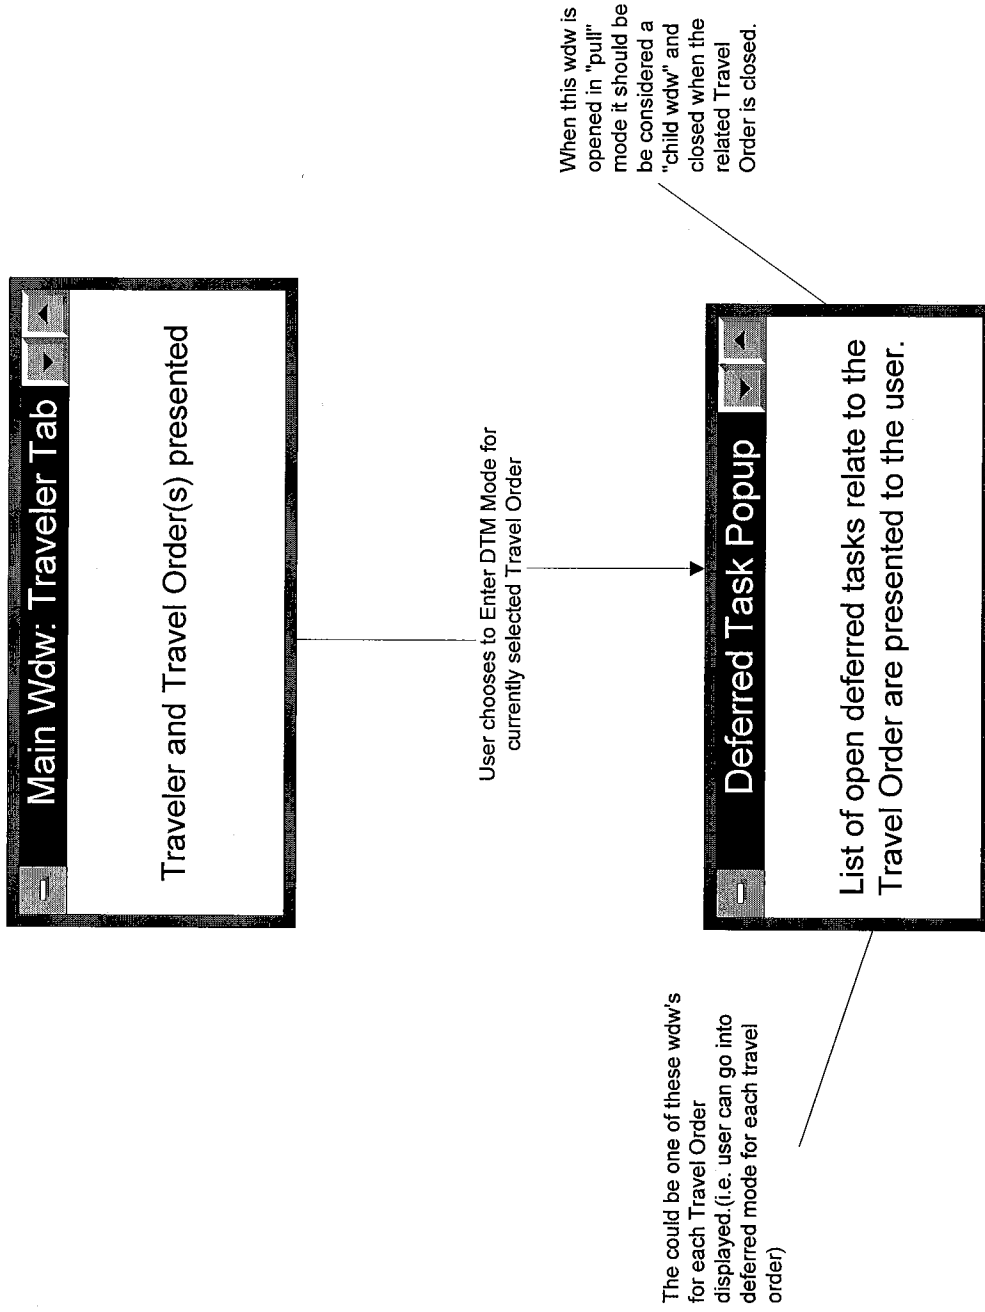 Main Wdw: Traveler Tab
Traveler and Travel Order(s) presented
User chooses to Enter DTM Mode for
currently selected Travel Order
Deferred Task Popup
List of open deferred tasks relate to the
Travel Order are presented to the user.
The could be one of these wdw's
for each Travel Order
displayed.(i.e. user can go into
deferred mode for each travel
order)
When this wdw is
opened in "pull"
mode it should be
be considered a
"child wdw" and
closed when the
related Travel
Order is closed.